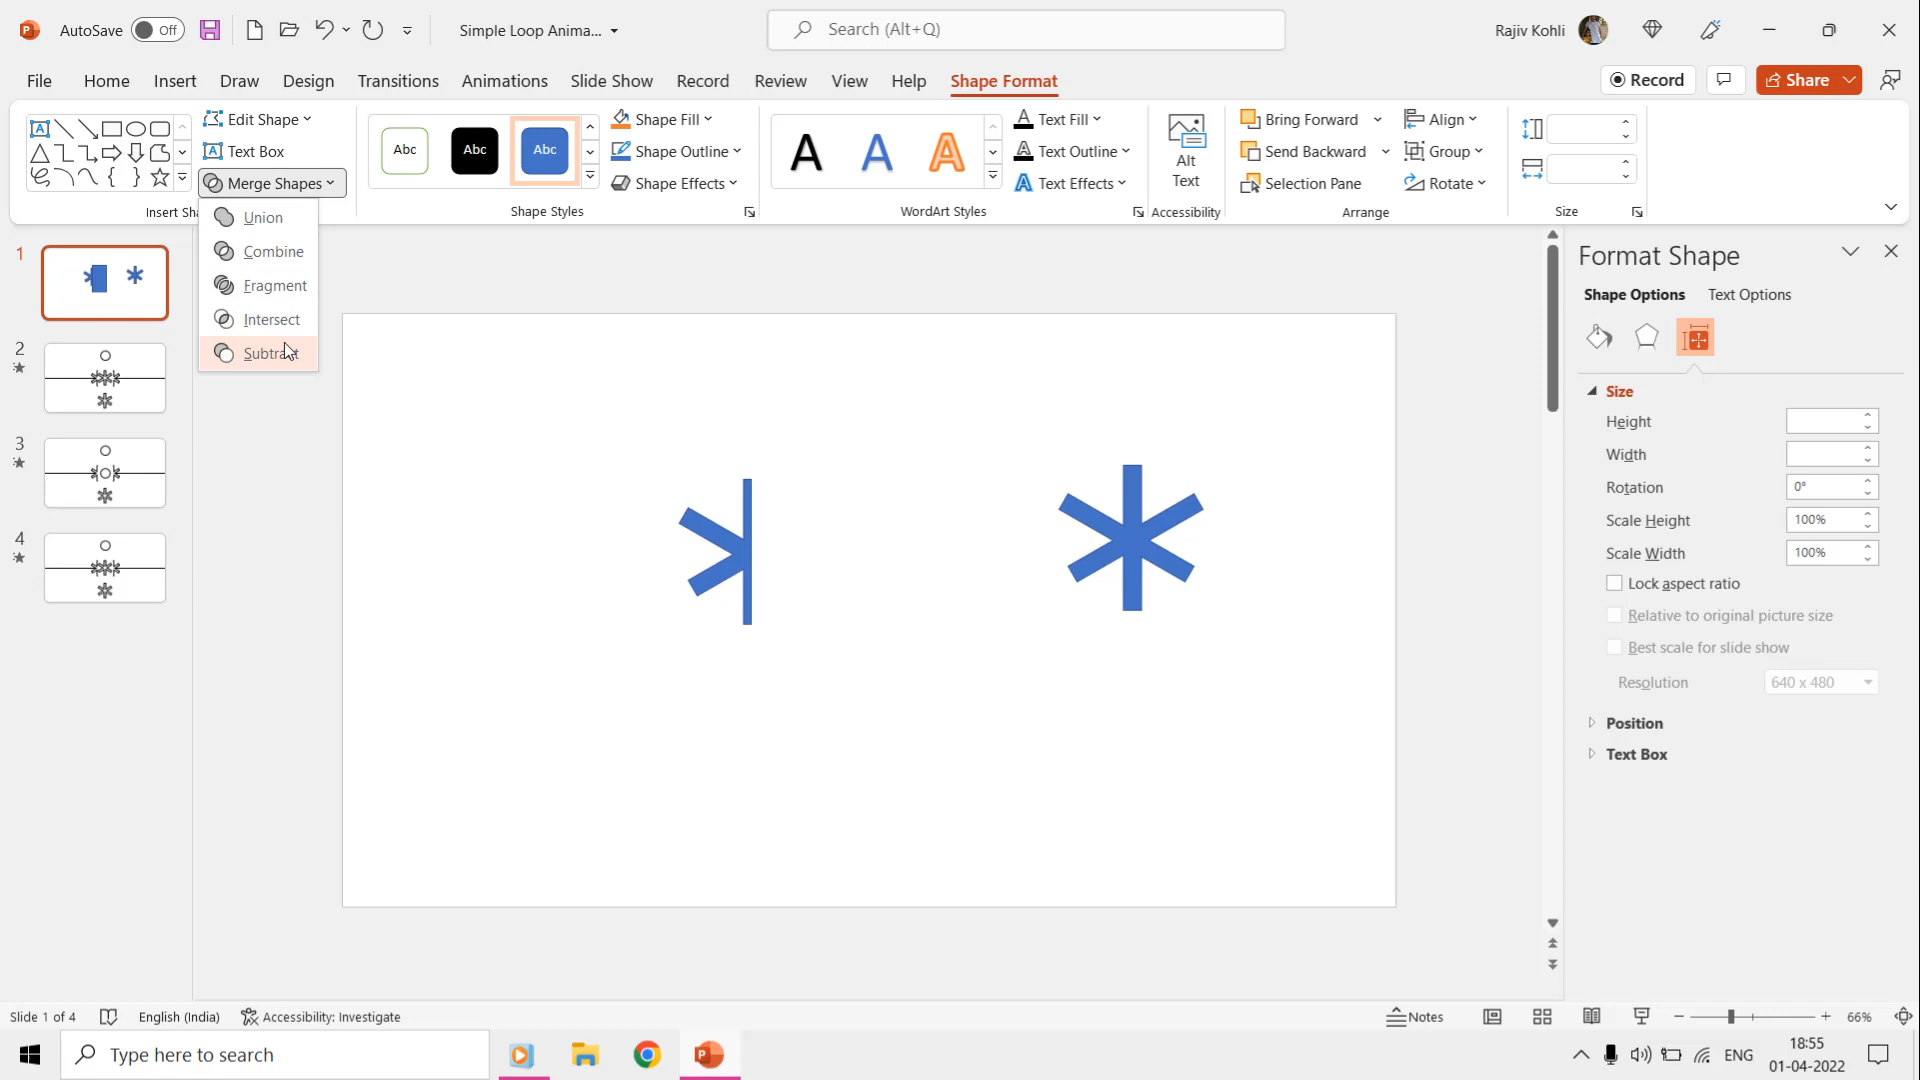 AutoSave Off Simple Loop Anima... Search (Alt+Q) Rajiv Kohli
File Home Insert Draw Design Transitions Animations Slide Show Record Review View Help Shape Format Record Share
Edit Shape
Text Box
Merge Shapes
Insert Sha
Abc Abc Abc
Shape Fill
Shape Outline
Shape Effects
Shape Styles
A A A
Text Fill
Text Outline
Text Effects
WordArt Styles
Alt
Text
Accessibility
Bring Forward
Send Backward
Selection Pane
Align
Group
Rotate
Arrange
Size
Union
Combine
Fragment
Intersect
Subtract
1
2
3
4
Format Shape
Shape Options Text Options
Size
Height
Width
Rotation 0°
Scale Height 100%
Scale Width 100%
Lock aspect ratio
Relative to original picture size
Best scale for slide show
Resolution 640 x 480
Position
Text Box
Slide 1 of 4 English (India) Accessibility: Investigate Notes 66%
Type here to search ENG 18:55
01-04-2022